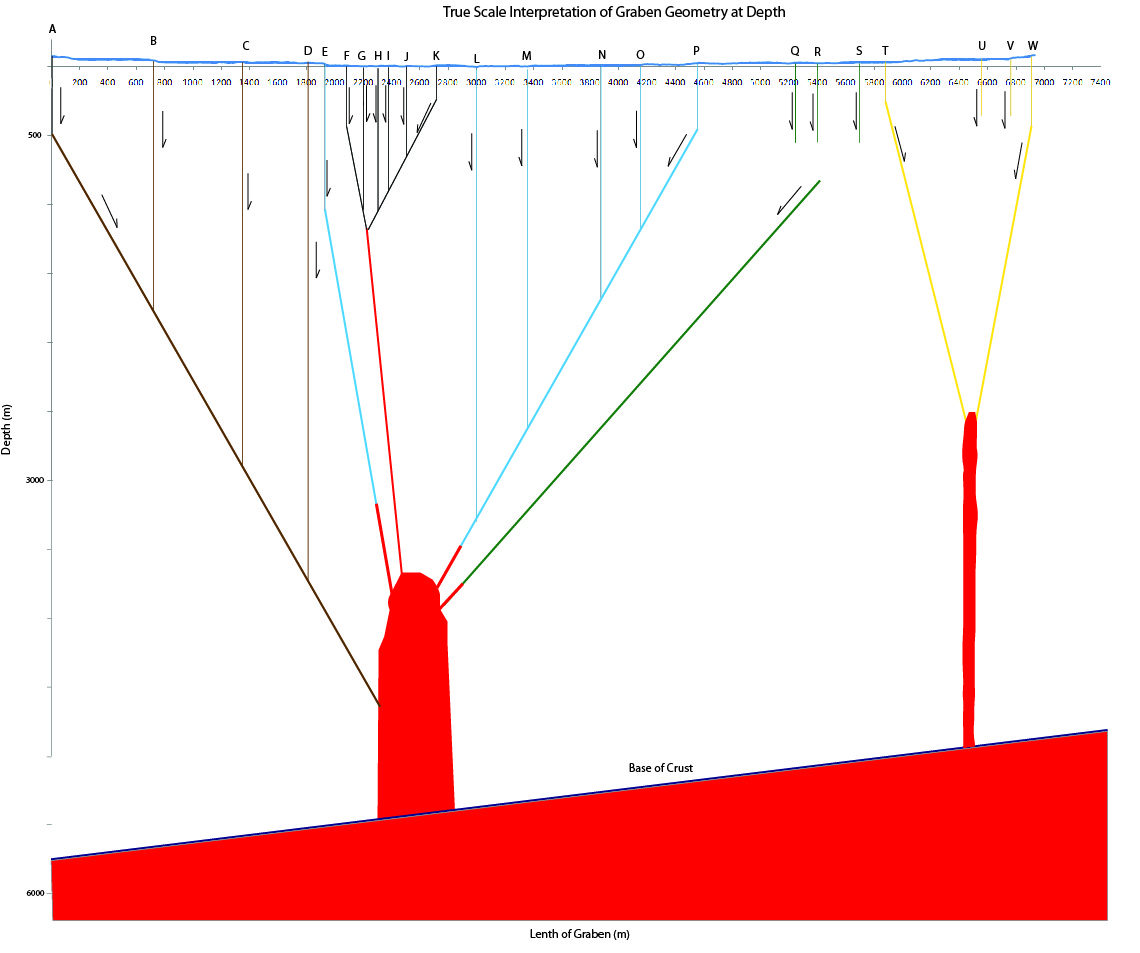 True Scale Interpretation of Graben Geometry at Depth
A B C D E F G H I J K L M N O P Q R S T U V W
200 400 600 800 1000 1200 1400 1600 1800 2000 2200 2400 2600 2800 3000 3200 3400 3600 3800 4000 4200 4400 4600 4800 5000 5200 5400 5600 5800 6000 6200 6400 6600 6800 7000 7200 7400
500
Depth (m)
3000
Base of Crust
6000
Lenth of Graben (m)